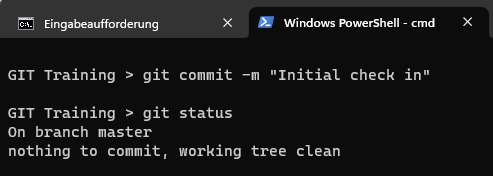 Eingabeaufforderung
Windows PowerShell - cmd
GIT Training > git commit -m "Initial check in"
GIT Training > git status
On branch master
nothing to commit, working tree clean